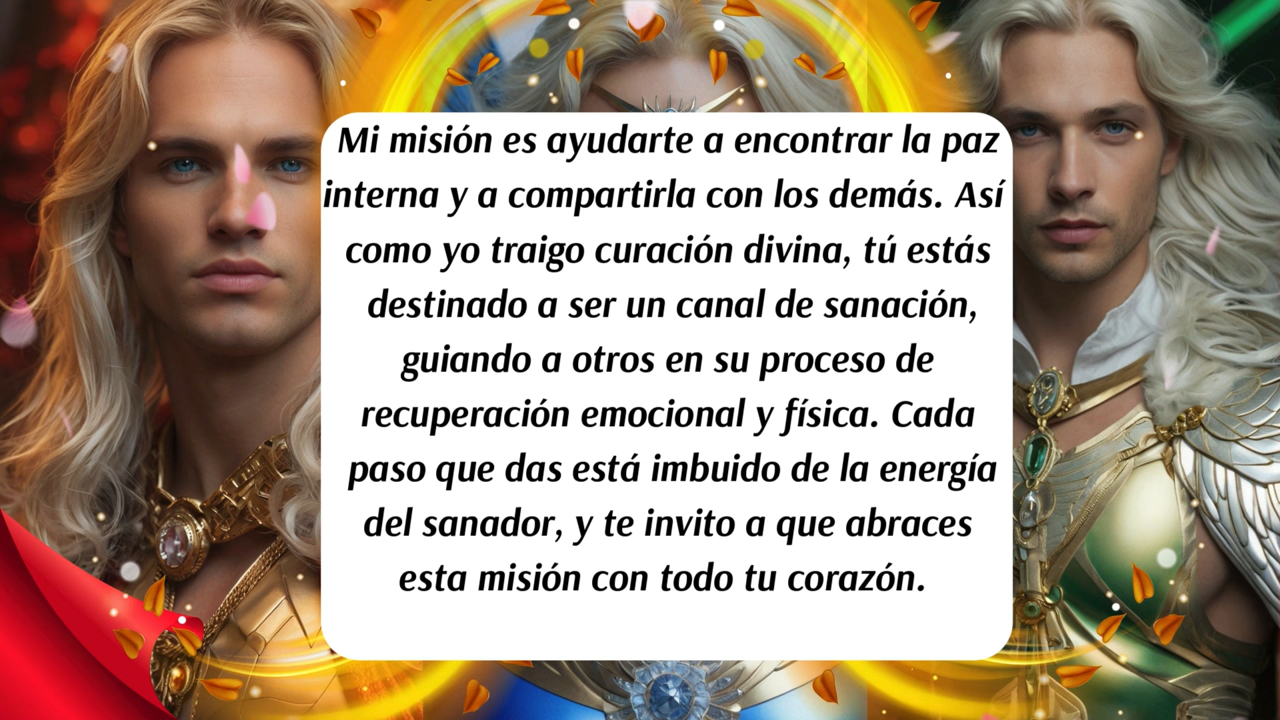 Mi misión es ayudarte a encontrar la paz
interna y a compartirla con los demás. Así
como yo traigo curación divina, tú estás
destinado a ser un canal de sanación,
guiando a otros en su proceso de
recuperación emocional y física. Cada
paso que das está imbuido de la energía
del sanador, y te invito a que abraces
esta misión con todo tu corazón.